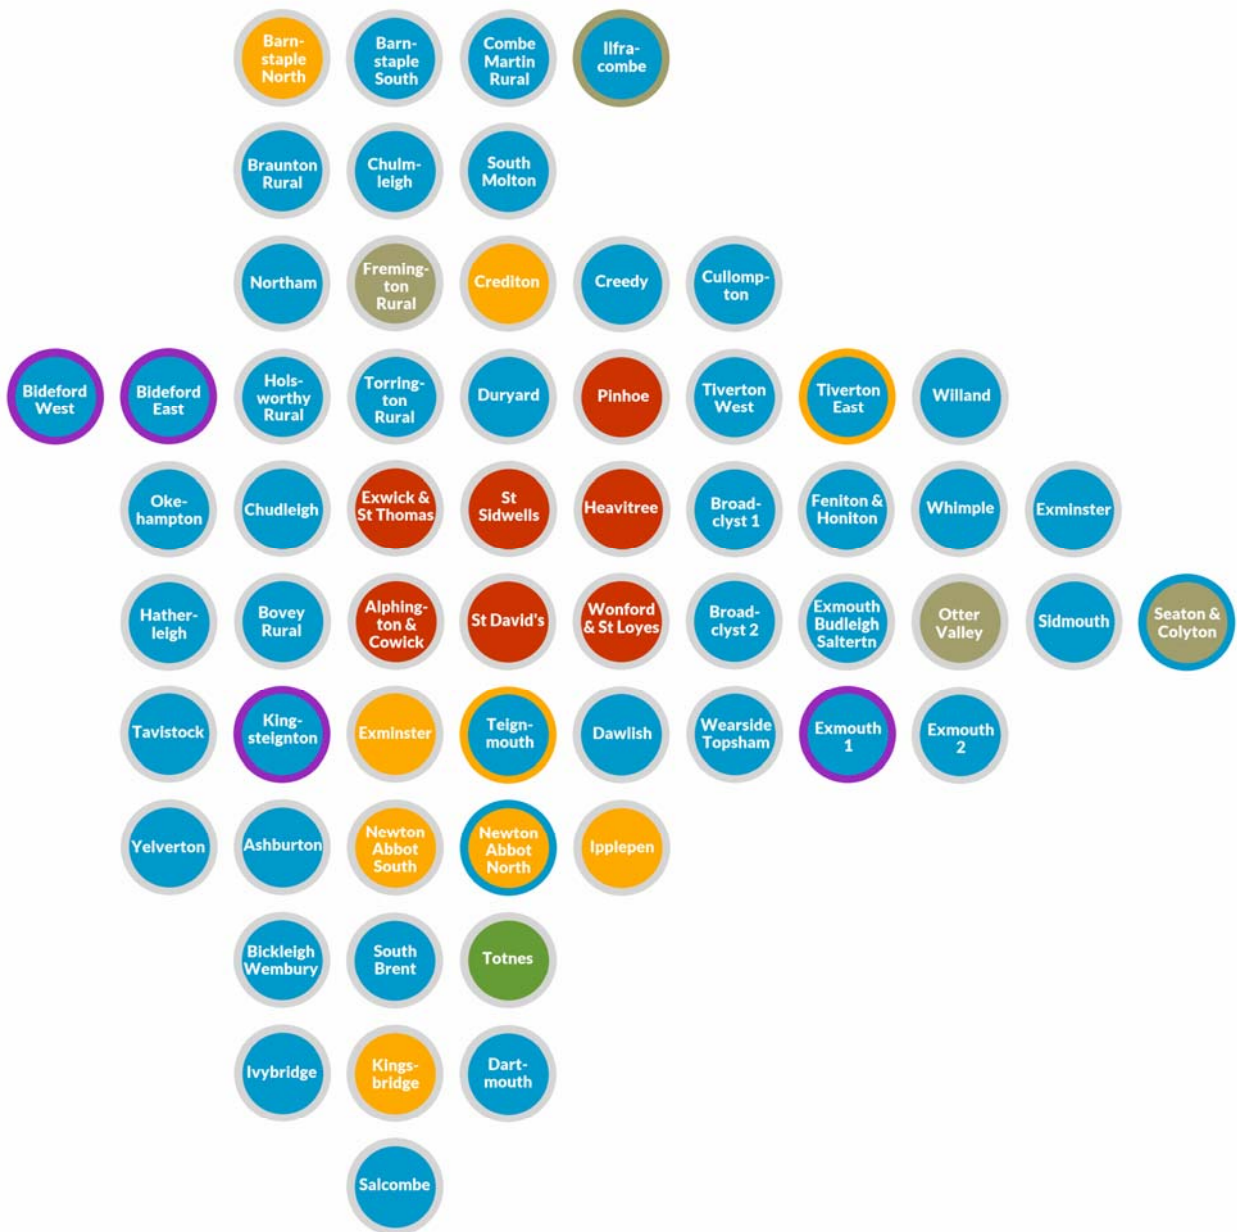 Barn-
staple
North
Barn-
staple
South
Combe
Martin
Rural
Ilfra-
combe
Braunton
Rural
Chulm-
leigh
South
Molton
Northam
Freming-
ton
Rural
Crediton
Creedy
Cullomp-
ton
Bideford
West
Bideford
East
Hols-
worthy
Rural
Torring-
ton
Rural
Duryard
Pinhoe
Tiverton
West
Tiverton
East
Willand
Oke-
hampton
Chudleigh
Exwick &
St Thomas
St
Sidwells
Heavitree
Broad-
clyst 1
Feniton &
Honiton
Whimple
Exminster
Hather-
leigh
Bovey
Rural
Alphing-
ton &
Cowick
St David's
Wonford
& St Loyes
Broad-
clyst 2
Exmouth
Budleigh
Saltertn
Otter
Valley
Sidmouth
Seaton &
Colyton
Tavistock
King-
steignton
Exminster
Teign-
mouth
Dawlish
Wearside
Topsham
Exmouth
1
Exmouth
2
Yelverton
Ashburton
Newton
Abbot
South
Newton
Abbot
North
Ipplepen
Bickleigh
Wembury
South
Brent
Totnes
Ivybridge
Kings-
bridge
Dart-
mouth
Salcombe